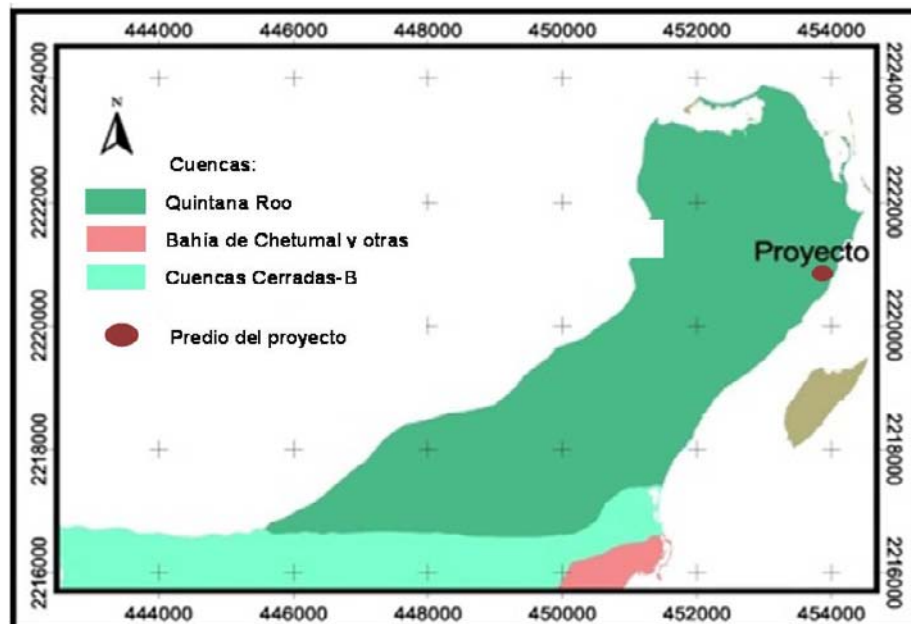 444000 446000 448000 450000 452000 454000
2224000
2222000
2220000
2218000
2216000
N
Cuencas:
Quintana Roo
Bahía de Chetumal y otras
Cuencas Cerradas-B
Predio del proyecto
Proyecto
2224000
2222000
2220000
2218000
2216000
444000 446000 448000 450000 452000 454000